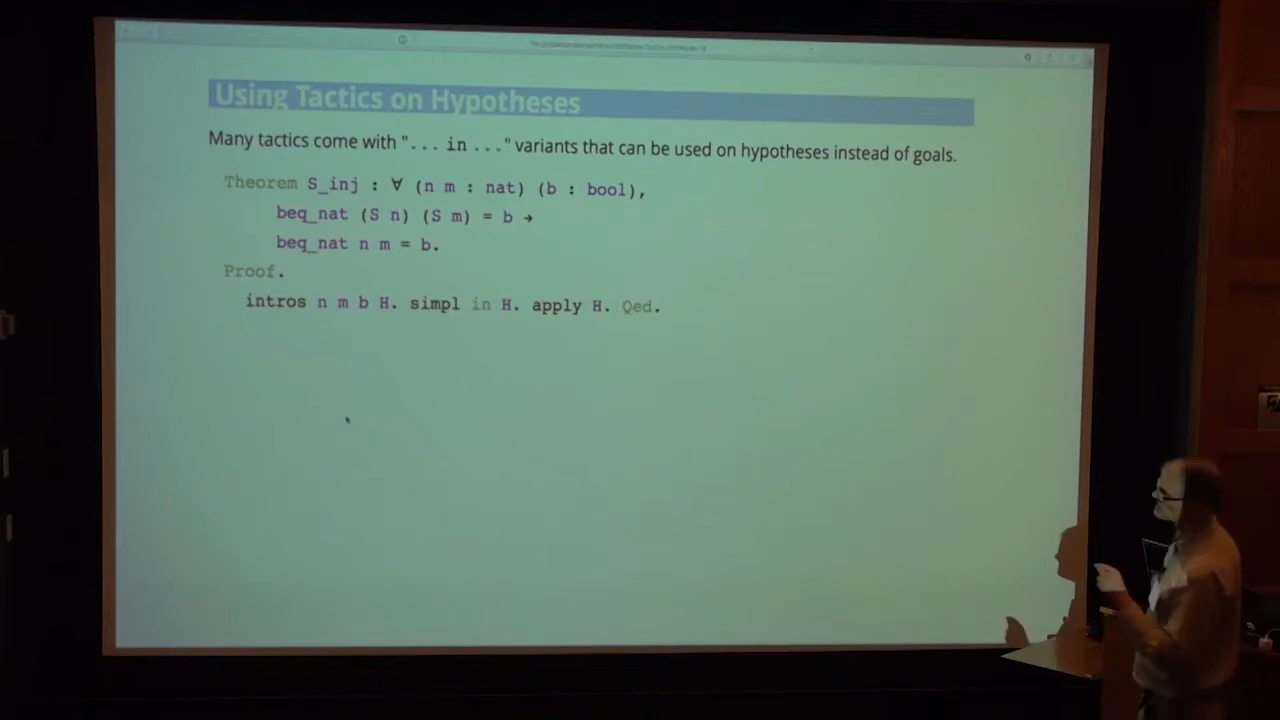 Using Tactics on Hypotheses
Many tactics come with "... in ..." variants that can be used on hypotheses instead of goals.
Theorem S_inj : ∀ (n m : nat) (b : bool),
beq_nat (S n) (S m) = b →
beq_nat n m = b.
Proof.
intros n m b H. simpl in H. apply H. Qed.